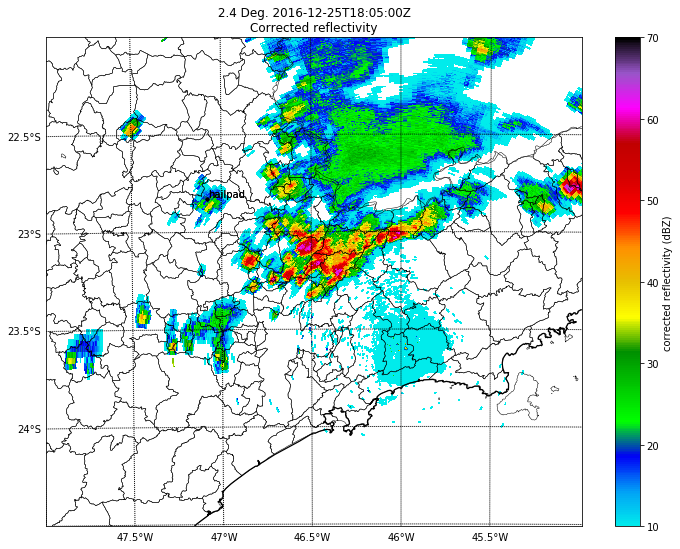 2.4 Deg. 2016-12-25T18:05:00Z
Corrected reflectivity
22.5°S
23°S
23.5°S
24°S
47.5°W
47°W
46.5°W
46°W
45.5°W
hailpad
70
60
50
40
30
20
10
corrected reflectivity (dBZ)